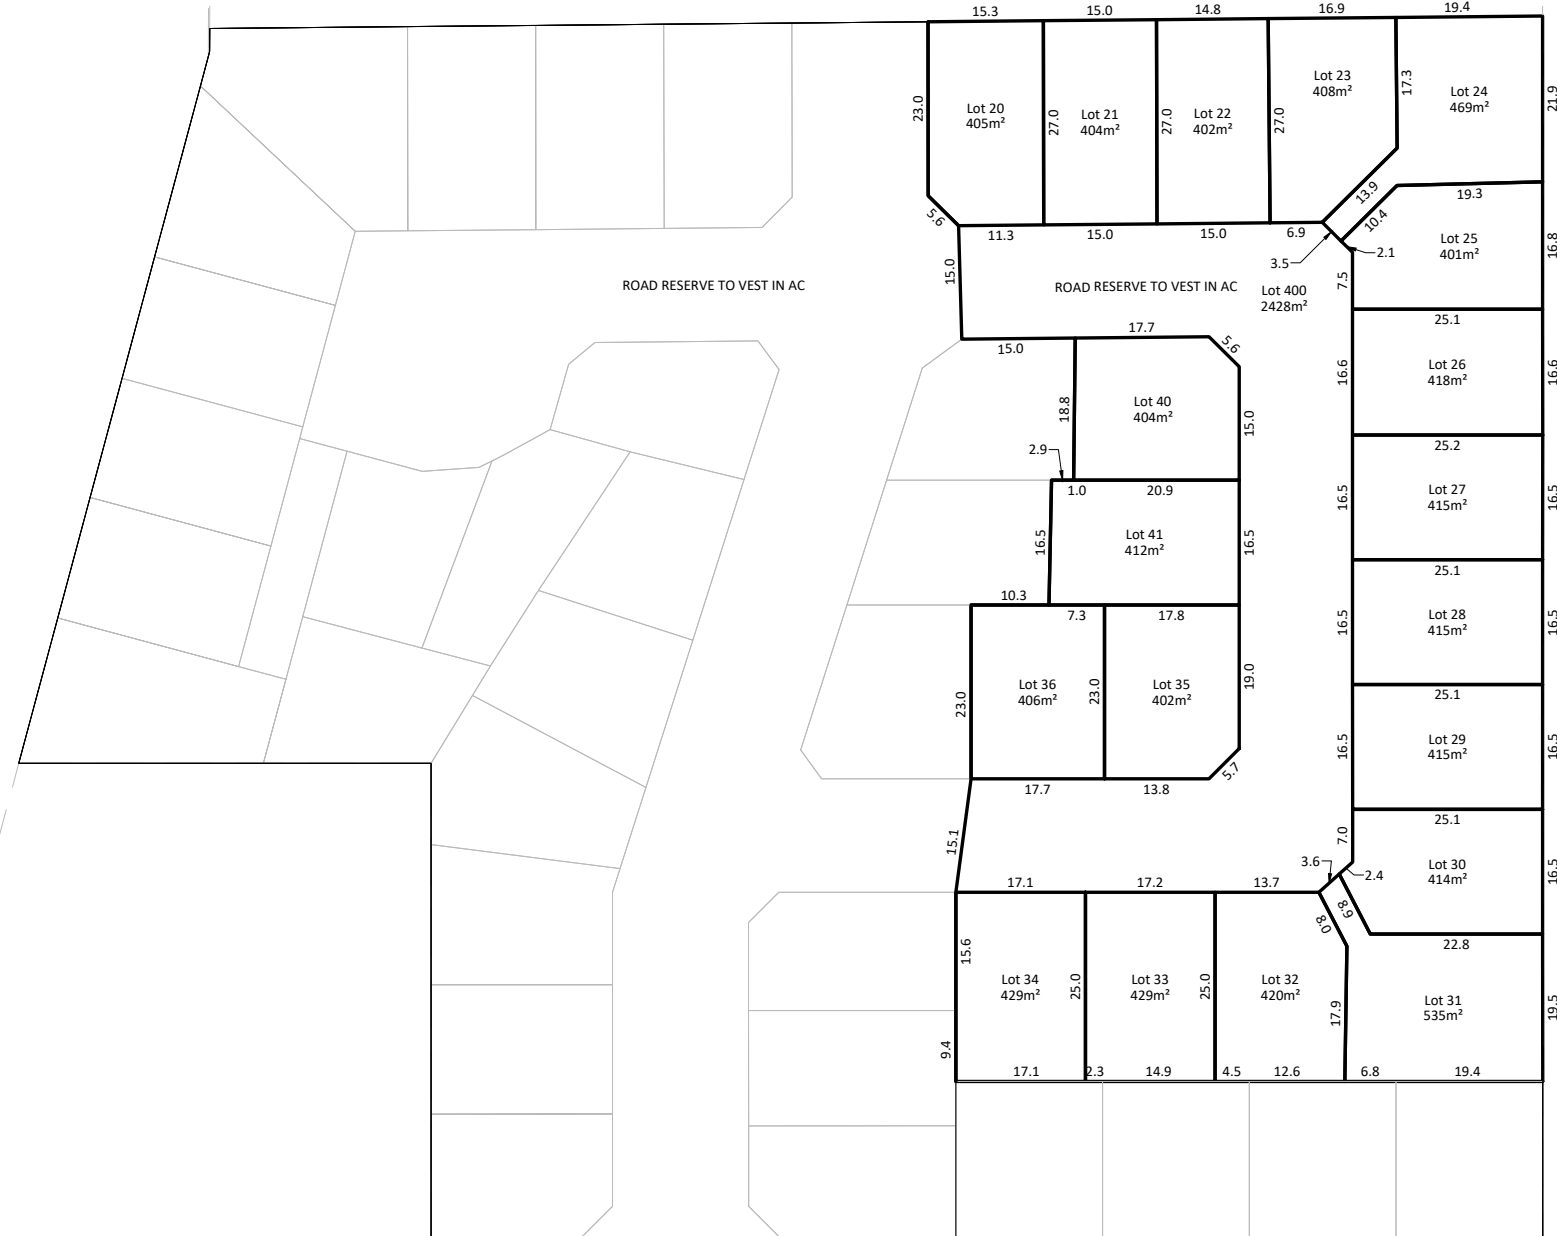 15.3
15.0
14.8
16.9
19.4
23.0
Lot 20
405m²
27.0
Lot 21
404m²
27.0
Lot 22
402m²
27.0
Lot 23
408m²
17.3
Lot 24
469m²
21.9
5.6
11.3
15.0
15.0
6.9
13.9
10.4
19.3
3.5
2.1
Lot 25
401m²
16.8
15.0
ROAD RESERVE TO VEST IN AC
ROAD RESERVE TO VEST IN AC
Lot 400
2428m²
7.5
25.1
15.0
17.7
5.6
18.8
Lot 40
404m²
15.0
16.6
Lot 26
418m²
16.6
25.2
2.9
1.0
20.9
16.5
Lot 41
412m²
16.5
16.5
Lot 27
415m²
16.5
25.1
10.3
7.3
17.8
16.5
Lot 28
415m²
16.5
25.1
23.0
Lot 36
406m²
23.0
Lot 35
402m²
19.0
16.5
Lot 29
415m²
16.5
25.1
17.7
13.8
5.7
15.1
7.0
3.6
2.4
Lot 30
414m²
16.5
17.1
17.2
13.7
8.0
8.9
22.8
15.6
9.4
Lot 34
429m²
25.0
Lot 33
429m²
25.0
Lot 32
420m²
17.9
Lot 31
535m²
19.5
17.1
2.3
14.9
4.5
12.6
6.8
19.4